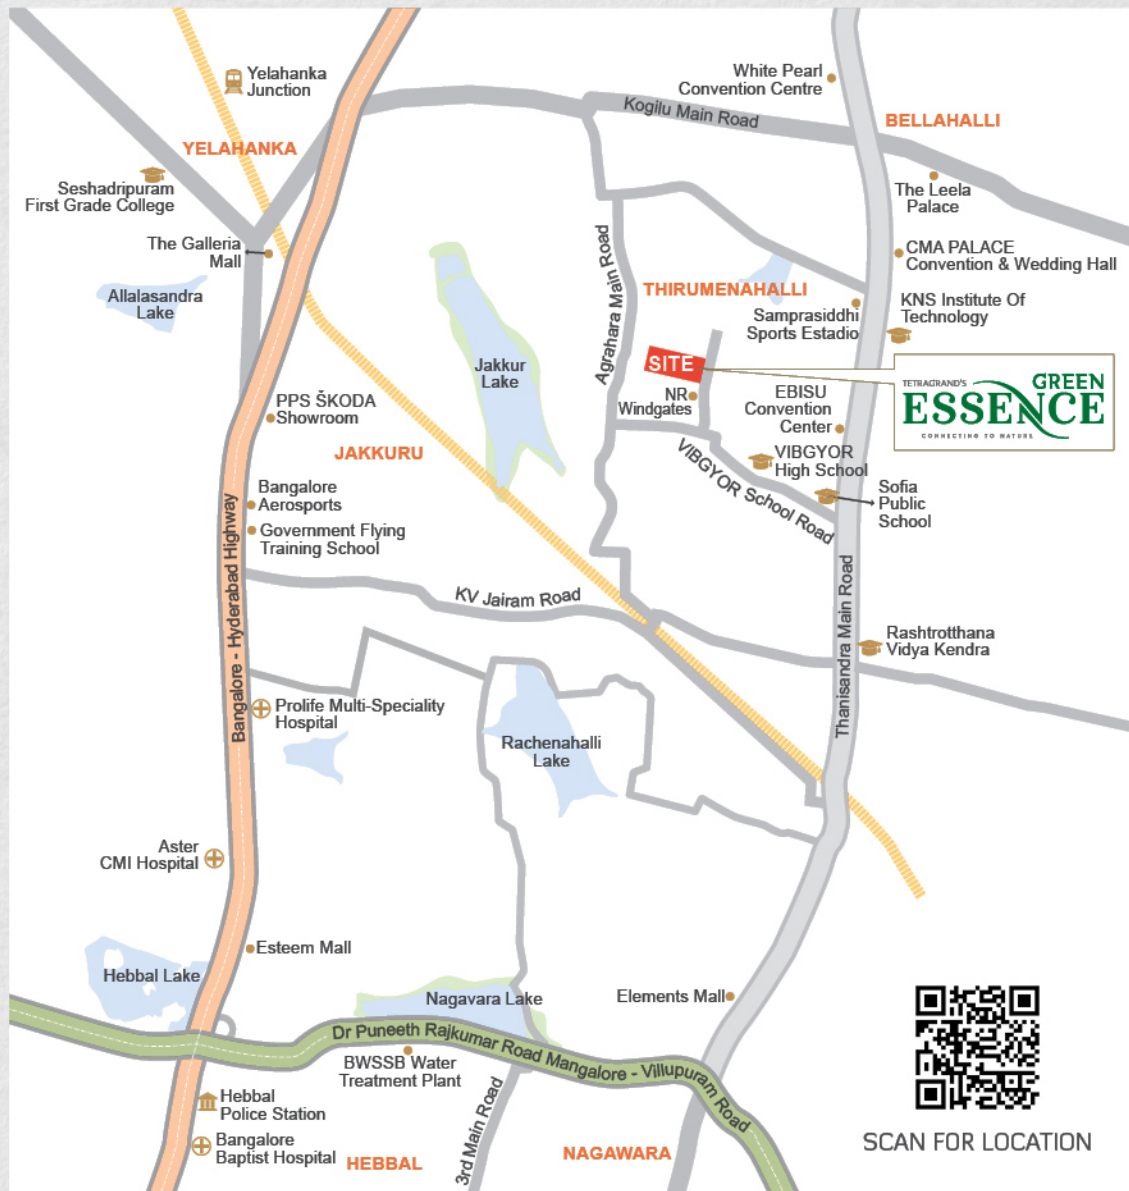 White Pearl
Convention Centre
Yelahanka
Junction
Kogilu Main Road
BELLAHALLI
YELAHANKA
Seshadripuram
First Grade College
The Leela
Palace
The Galleria
Mall
CMA PALACE
Convention & Wedding Hall
Agrahara Main Road
THIRUMENAHALLI
Allalasandra
Lake
KNS Institute Of
Technology
Samprasiddhi
Sports Estadio
Jakkur
Lake
SITE
TETRAGRAND'S
GREEN
ESSENCE
CONNECTING TO NATURE
NR
Windgates
EBISU
Convention
Center
PPS ŠKODA
Showroom
JAKKURU
VIBGYOR
High School
VIBGYOR School Road
Sofia
Public
School
Bangalore
Aerosports
Government Flying
Training School
Bangalore - Hyderabad Highway
KV Jairam Road
Thanisandra Main Road
Rashtrotthana
Vidya Kendra
Prolife Multi-Speciality
Hospital
Rachenahalli
Lake
Aster
CMI Hospital
Esteem Mall
Hebbal Lake
Nagavara Lake
Elements Mall
Dr Puneeth Rajkumar Road Mangalore - Villupuram Road
BWSSB Water
Treatment Plant
Hebbal
Police Station
3rd Main Road
Bangalore
Baptist Hospital
HEBBAL
NAGAWARA
SCAN FOR LOCATION